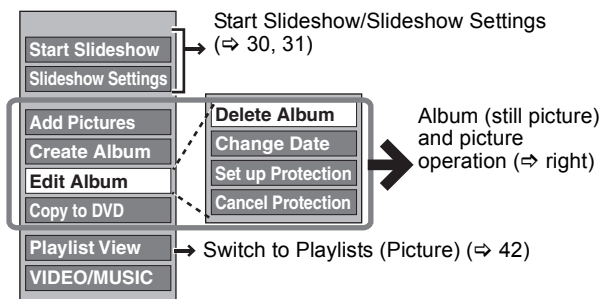 Start Slideshow/Slideshow Settings
(⇨ 30, 31)
Start Slideshow
Slideshow Settings
Add Pictures
Create Album
Edit Album
Copy to DVD
Delete Album
Change Date
Set up Protection
Cancel Protection
Album (still picture)
and picture
operation (⇨ right)
Playlist View
Switch to Playlists (Picture) (⇨ 42)
VIDEO/MUSIC